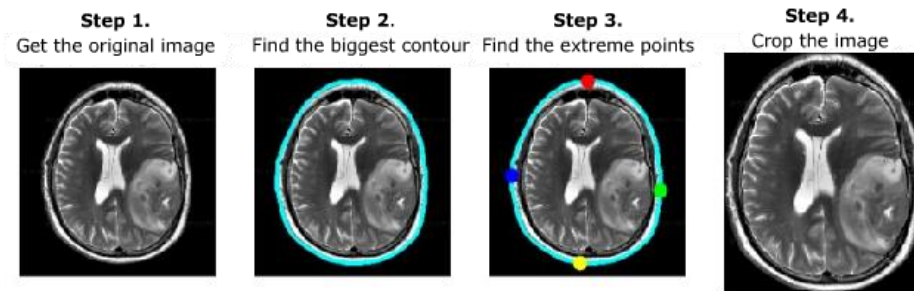 Step 1.
Get the original image
Step 2.
Find the biggest contour
Step 3.
Find the extreme points
Step 4.
Crop the image